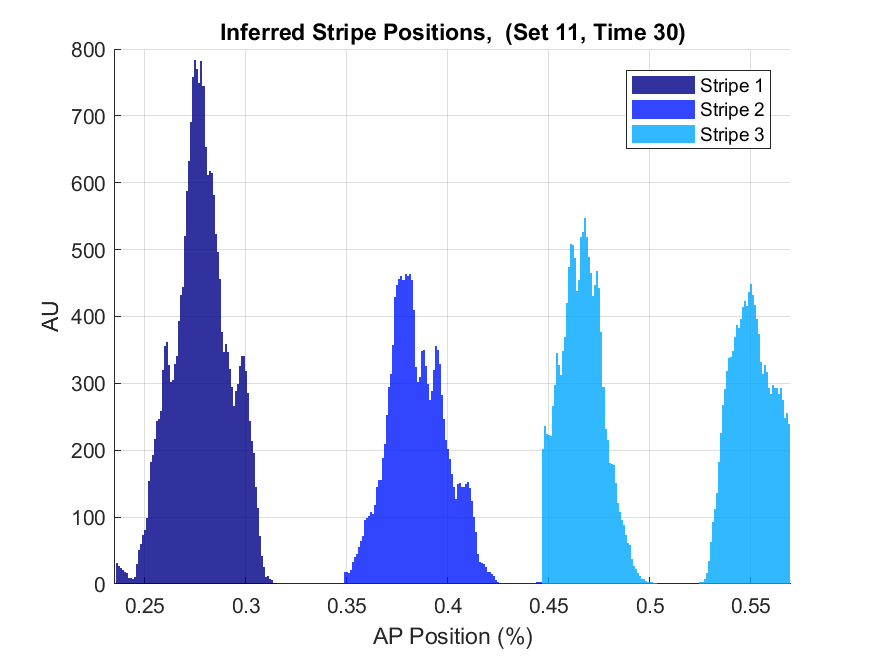 Inferred Stripe Positions,  (Set 11, Time 30)
800
700
600
500
400
300
200
100
0
AU
Stripe 1
Stripe 2
Stripe 3
0.25 0.3 0.35 0.4 0.45 0.5 0.55
AP Position (%)